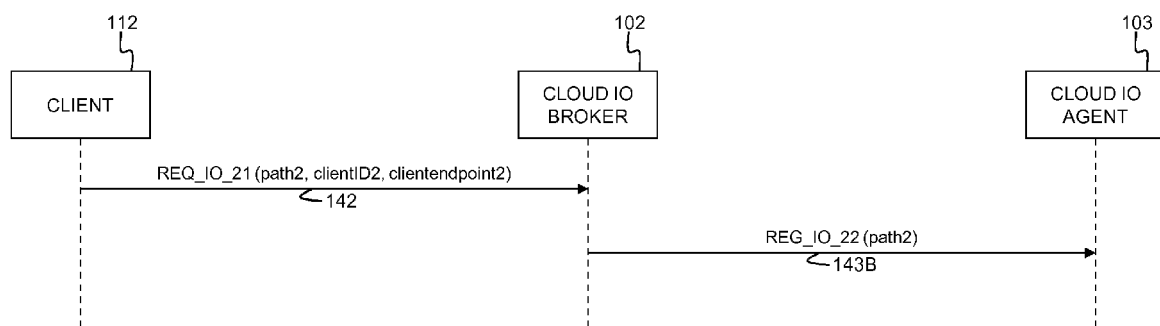 112
102
103
CLIENT
CLOUD IO
BROKER
CLOUD IO
AGENT
REQ_IO_21 (path2, clientID2, clientendpoint2)
142
REG_IO_22 (path2)
143B